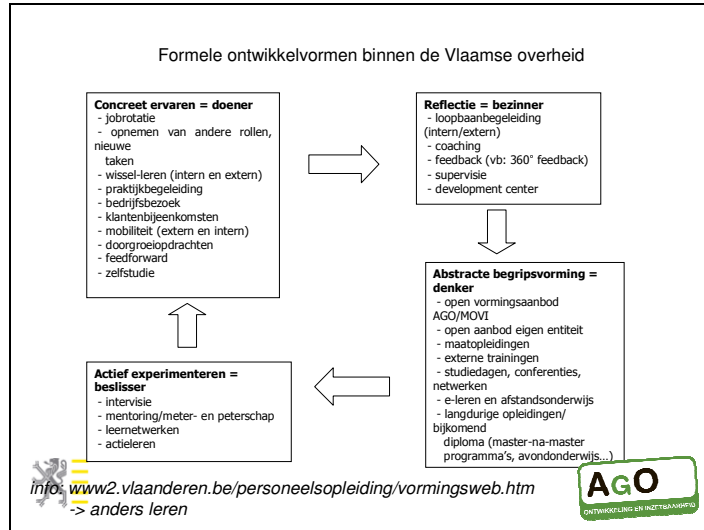 Formele ontwikkelvormen binnen de Vlaamse overheid
Concreet ervaren = doener
- jobrotatie
- opnemen van andere rollen,
nieuwe
taken
- wissel-leren (intern en extern)
- praktijkbegeleiding
- bedrijfsbezoek
- klantenbijeenkomsten
- mobiliteit (extern en intern)
- doorgroeiopdrachten
- feedforward
- zelfstudie
Reflectie = bezinner
- loopbaanbegeleiding
(intern/extern)
- coaching
- feedback (vb: 360° feedback)
- supervisie
- development center
Abstracte begripsvorming =
denker
- open vormingsaanbod
AGO/MOVI
- open aanbod eigen entiteit
- maatopleidingen
- externe trainingen
- studiedagen, conferenties,
netwerken
- e-leren en afstandsonderwijs
- langdurige opleidingen/
bijkomend
diploma (master-na-master
programma's, avondonderwijs...)
Actief experimenteren =
beslisser
- intervisie
- mentoring/meter- en peterschap
- leernetwerken
- actieleren
info: www2.vlaanderen.be/personeelsopleiding/vormingsweb.htm
-> anders leren
AGO
ONTWIKKELING EN INZETBAARHEID